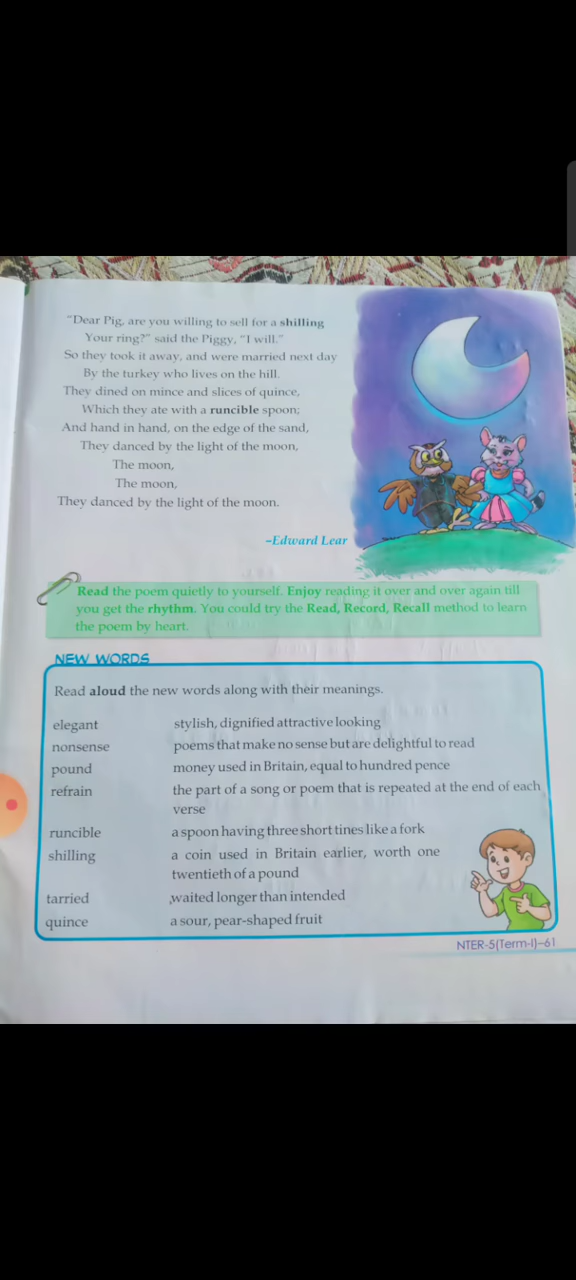 "Dear Pig, are you willing to sell for a shilling
Your ring?" said the Piggy, "I will."
So they took it away, and were married next day
By the turkey who lives on the hill.
They dined on mince and slices of quince,
Which they ate with a runcible spoon;
And hand in hand, on the edge of the sand,
They danced by the light of the moon,
The moon,
The moon,
They danced by the light of the moon.
–Edward Lear
Read the poem quietly to yourself. Enjoy reading it over and over again till
you get the rhythm. You could try the Read, Record, Recall method to learn
the poem by heart.
NEW WORDS
Read aloud the new words along with their meanings.
elegant stylish, dignified attractive looking
nonsense poems that make no sense but are delightful to read
pound money used in Britain, equal to hundred pence
refrain the part of a song or poem that is repeated at the end of each
verse
runcible a spoon having three short tines like a fork
shilling a coin used in Britain earlier, worth one
twentieth of a pound
tarried waited longer than intended
quince a sour, pear-shaped fruit
NTER-5(Term-I)–61